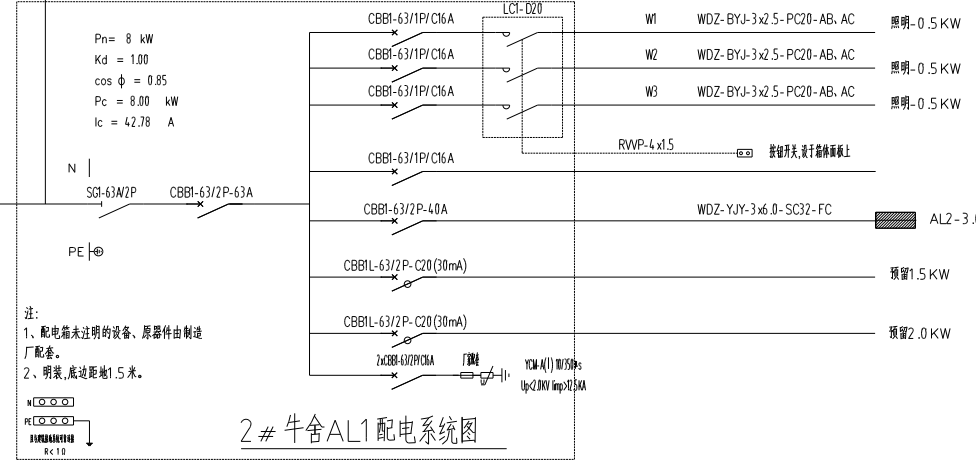 LC1-D20
CBB1-63/1P/C16A W1 WDZ-BYJ-3x2.5-PC20-AB、AC 照明-0.5KW
Pn= 8 kW
Kd = 1.00
CBB1-63/1P/C16A W2 WDZ-BYJ-3x2.5-PC20-AB、AC 照明-0.5KW
cos ϕ = 0.85
CBB1-63/1P/C16A W3 WDZ-BYJ-3x2.5-PC20-AB、AC 照明-0.5KW
Pc = 8.00 kW
Ic = 42.78 A
RVVP-4x1.5 按钮开关,设于箱体面板上
CBB1-63/1P/C16A
N
SG1-63A/2P CBB1-63/2P-63A
CBB1-63/2P-40A WDZ-YJY-3x6.0-SC32-FC AL2-3.
PE
CBB1L-63/2P-C20(30mA) 预留1.5KW
注:
1、配电箱未注明的设备、原器件由制造
厂配套。
CBB1L-63/2P-C20(30mA) 预留2.0KW
2、明装,底边距地1.5米。
2xCBB1-63/2P/C16A YCM-A(I) 10/350μs
Up<2.0KV Iimp>12.5KA
N
PE
R<1Ω
2#牛舍AL1配电系统图